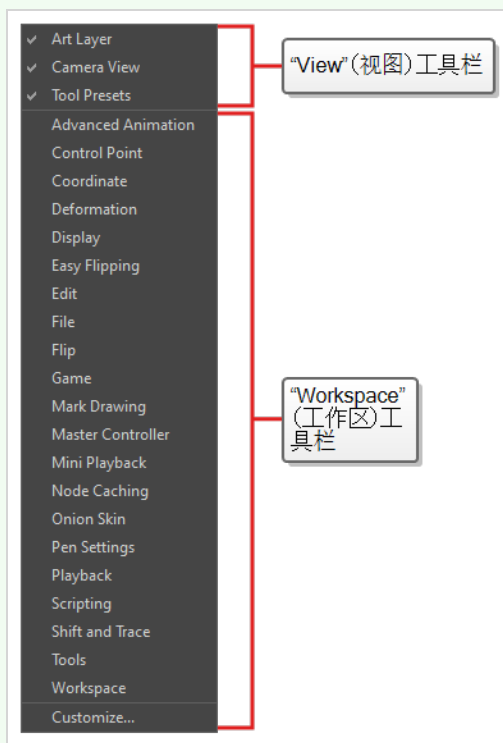 Art Layer
Camera View
Tool Presets
Advanced Animation
Control Point
Coordinate
Deformation
Display
Easy Flipping
Edit
File
Flip
Game
Mark Drawing
Master Controller
Mini Playback
Node Caching
Onion Skin
Pen Settings
Playback
Scripting
Shift and Trace
Tools
Workspace
Customize...
“View”(视图)工具栏
“Workspace”
(工作区)工
具栏